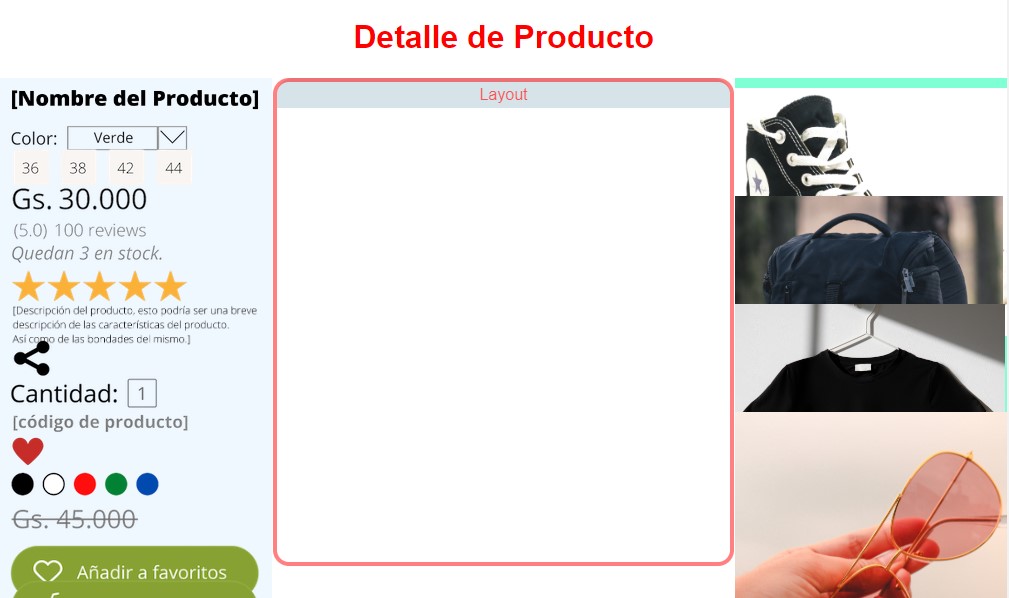 Detalle de Producto
[Nombre del Producto]
Color: Verde
36 38 42 44
Gs. 30.000
(5.0) 100 reviews
Quedan 3 en stock.
[Descripción del producto, esto podría ser una breve
descripción de las características del producto.
Así como de las bondades del mismo.]
Cantidad: 1
[código de producto]
Gs. 45.000
Añadir a favoritos
Layout